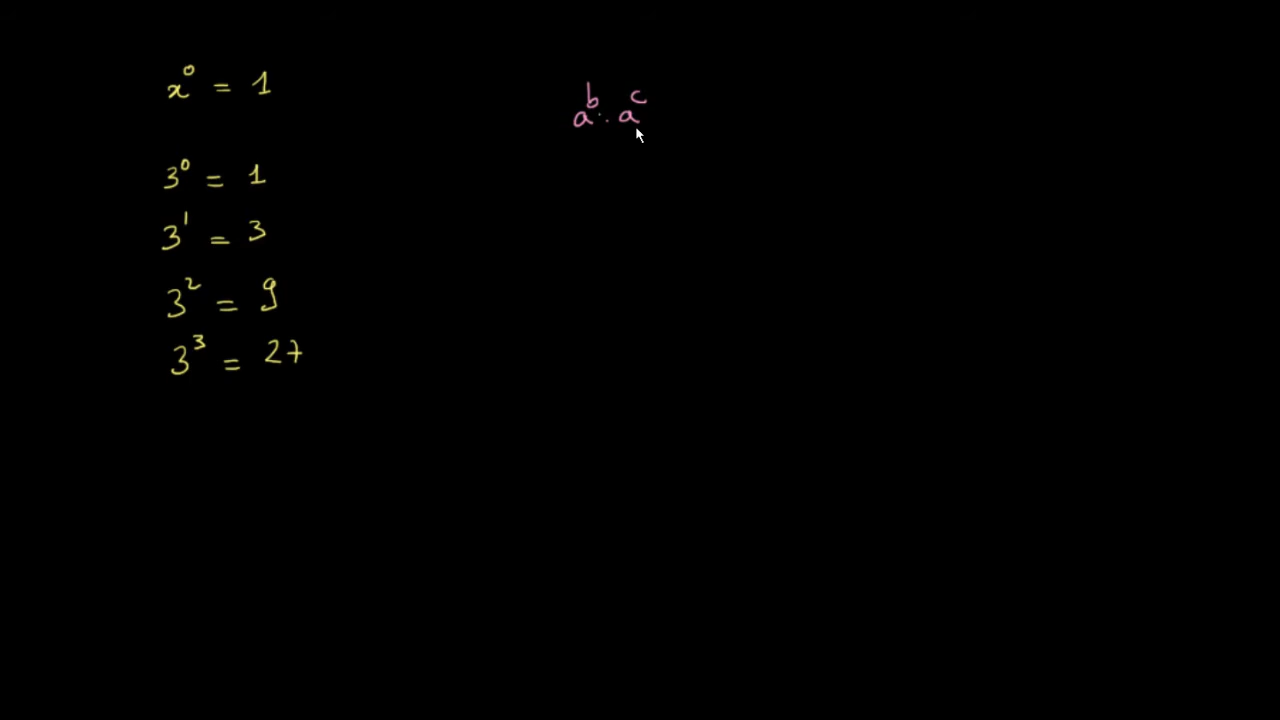 x⁰ = 1
a^b · a^c
3⁰ = 1
3¹ = 3
3² = 9
3³ = 27